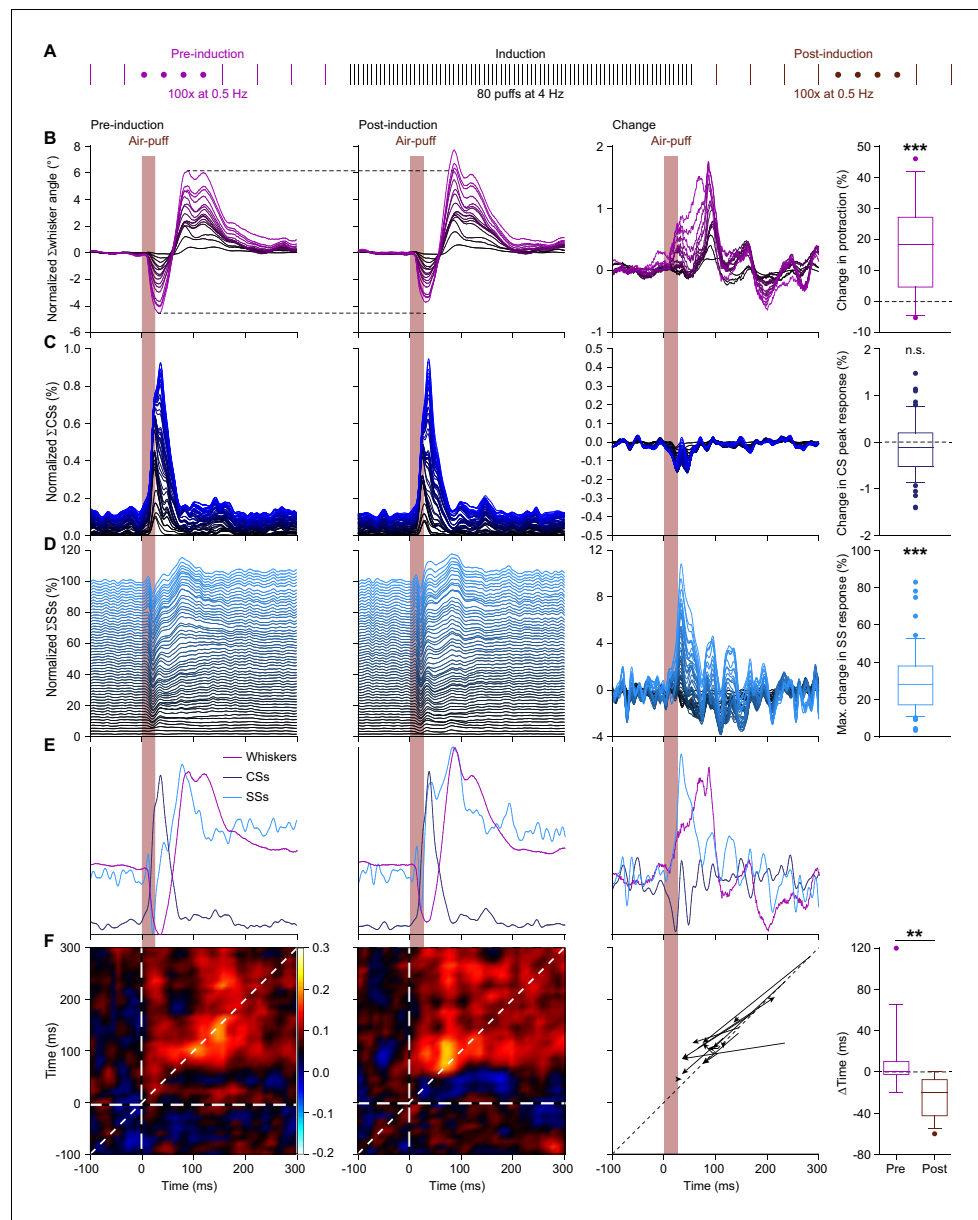 A
Pre-induction
Induction
Post-induction
100x at 0.5 Hz
80 puffs at 4 Hz
100x at 0.5 Hz
B
Pre-induction
Post-induction
Change
Air-puff
Air-puff
Air-puff
Normalized Σwhisker angle (°)
8
6
4
2
0
-2
-4
-6
2
1
0
-1
***
Change in protraction (%)
50
40
30
20
10
0
-10
C
Normalized ΣCSs (%)
1.0
0.8
0.6
0.4
0.2
0.0
0.5
0.4
0.3
0.2
0.1
0.0
-0.1
-0.2
-0.3
-0.4
-0.5
n.s.
Change in CS peak response (%)
2
1
0
-1
-2
D
Normalized ΣSSs (%)
120
100
80
60
40
20
0
12
8
4
0
-4
***
Max. change in SS response (%)
100
80
60
40
20
0
E
Whiskers
CSs
SSs
F
Time (ms)
300
200
100
0
-100
0.3
0.2
0.1
0.0
-0.1
-0.2
**
ΔTime (ms)
120
80
40
0
-40
-80
-100 0 100 200 300
-100 0 100 200 300
-100 0 100 200 300
Pre Post
Time (ms)
Time (ms)
Time (ms)